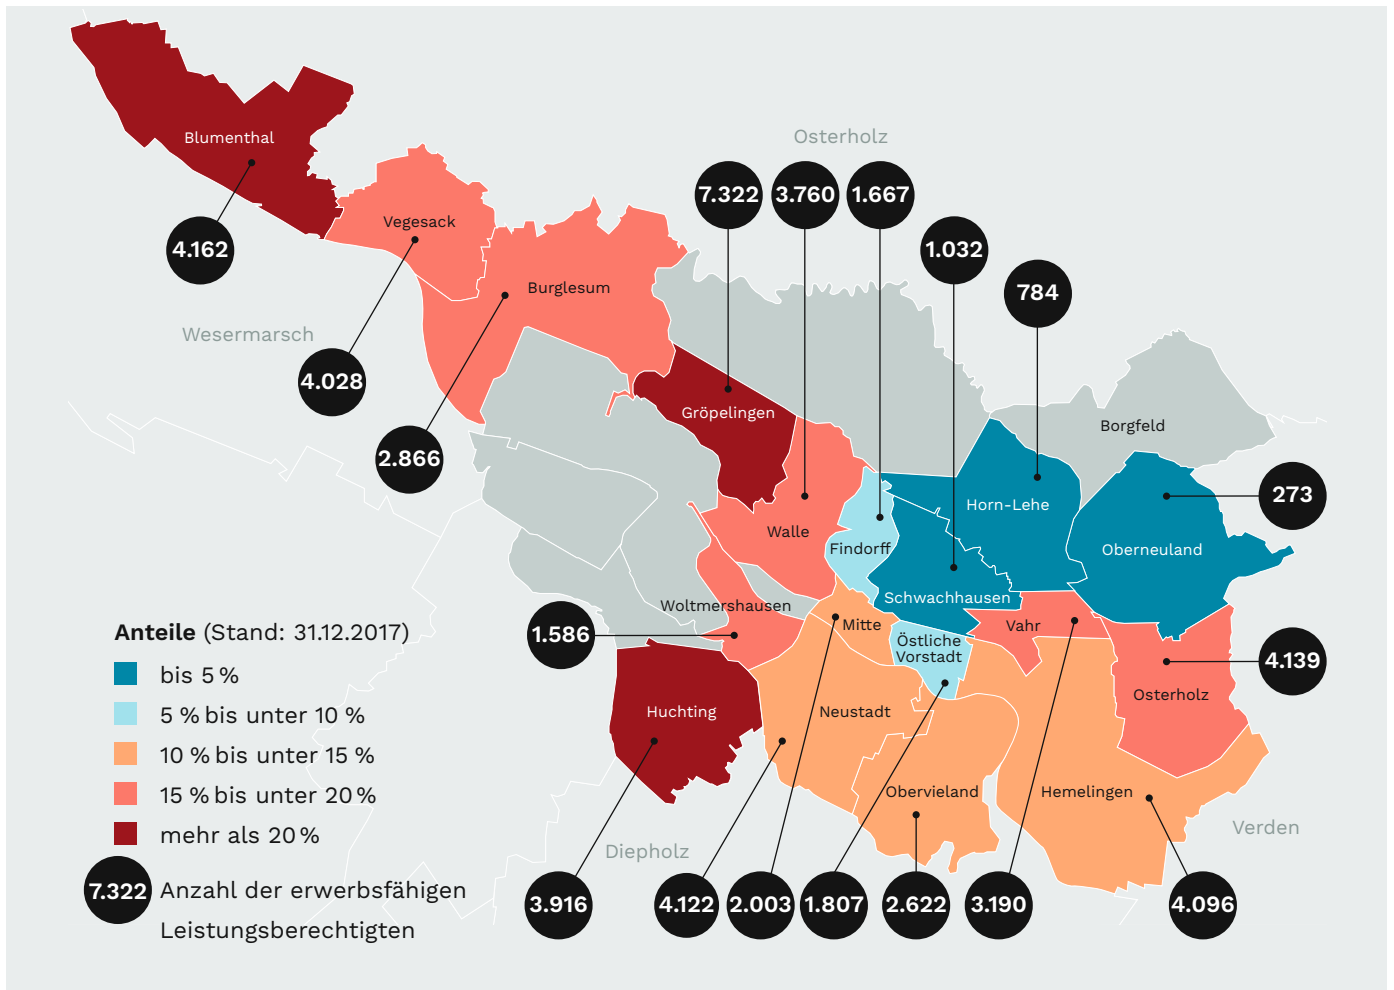 Osterholz
Blumenthal
7.322
3.760
1.667
Vegesack
4.162
1.032
Burglesum
784
Wesermarsch
4.028
Gröpelingen
Borgfeld
2.866
273
Horn-Lehe
Walle
Findorff
Oberneuland
Schwachhausen
Woltmershausen
Mitte
Vahr
1.586
Östliche
Vorstadt
4.139
Osterholz
Huchting
Neustadt
Obervieland
Hemelingen
Verden
Diepholz
Anteile (Stand: 31.12.2017)
bis 5 %
5 % bis unter 10 %
10 % bis unter 15 %
15 % bis unter 20 %
mehr als 20 %
7.322 Anzahl der erwerbsfähigen
Leistungsberechtigten
3.916
4.122
2.003
1.807
2.622
3.190
4.096